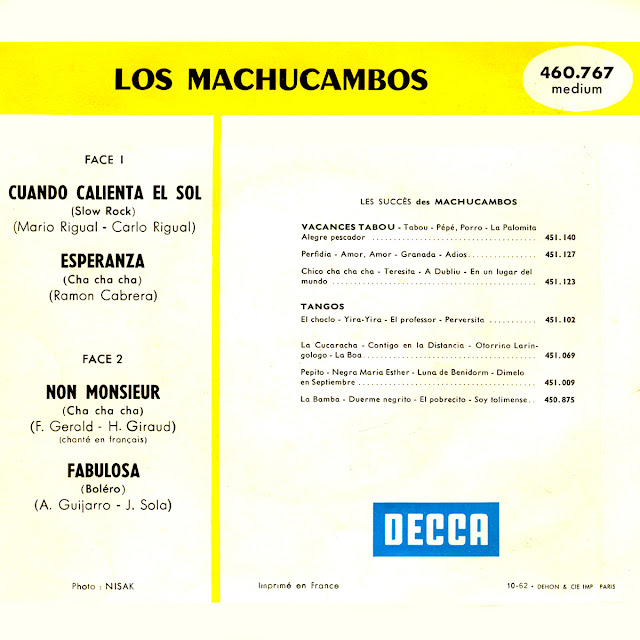 LOS MACHUCAMBOS
460.767
medium
FACE 1
CUANDO CALIENTA EL SOL
(Slow Rock)
(Mario Rigual - Carlo Rigual)
ESPERANZA
(Cha cha cha)
(Ramon Cabrera)
FACE 2
NON MONSIEUR
(Cha cha cha)
(F. Gerald - H. Giraud)
(chanté en français)
FABULOSA
(Boléro)
(A. Guijarro - J. Sola)
Photo : NISAK
LES SUCCÈS des MACHUCAMBOS
VACANCES TABOU - Tabou - Pépé, Porro - La Palomita
Alegre pescador .......... 451.140
Perfidia - Amor, Amor - Granada - Adios .......... 451.127
Chico cha cha cha - Teresita - A Dubliu - En un lugar del
mundo .......... 451.123
TANGOS
El choclo - Yira-Yira - El professor - Perversita .......... 451.102
La Cucaracha - Contigo en la Distancia - Otorrino Larin-
gologo - La Boa .......... 451.069
Pepito - Negra Maria Esther - Luna de Benidorm - Dimelo
en Septiembre .......... 451.009
La Bamba - Duerme negrito - El pobrecito - Soy tolimense .. 450.875
DECCA
Imprimé en France
10-62 • DEHON & CIE IMP PARIS